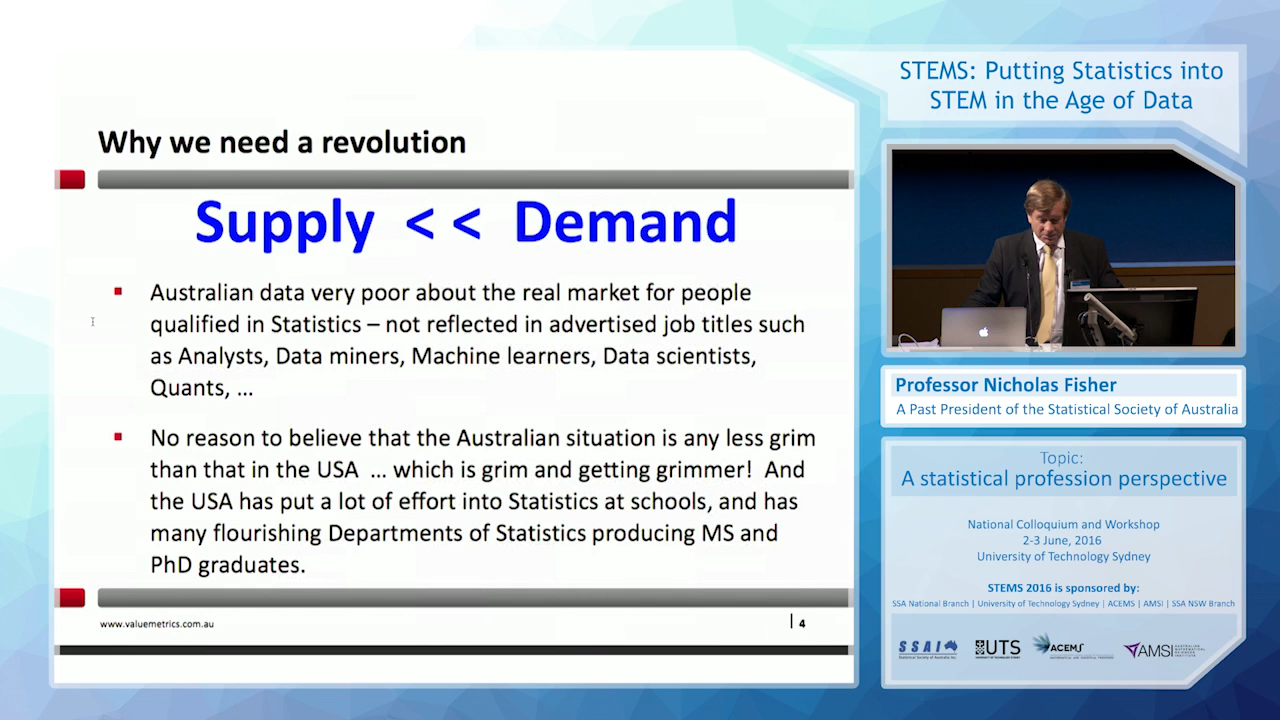 Why we need a revolution
Supply < < Demand
▪ Australian data very poor about the real market for people
qualified in Statistics – not reflected in advertised job titles such
as Analysts, Data miners, Machine learners, Data scientists,
Quants, …
▪ No reason to believe that the Australian situation is any less grim
than that in the USA … which is grim and getting grimmer! And
the USA has put a lot of effort into Statistics at schools, and has
many flourishing Departments of Statistics producing MS and
PhD graduates.
www.valuemetrics.com.au
4
STEMS: Putting Statistics into
STEM in the Age of Data
Professor Nicholas Fisher
A Past President of the Statistical Society of Australia
Topic:
A statistical profession perspective
National Colloquium and Workshop
2-3 June, 2016
University of Technology Sydney
STEMS 2016 is sponsored by:
SSA National Branch | University of Technology Sydney | ACEMS | AMSI | SSA NSW Branch
SSAI
Statistical Society of Australia Inc
UTS
ACEMS
AMSI